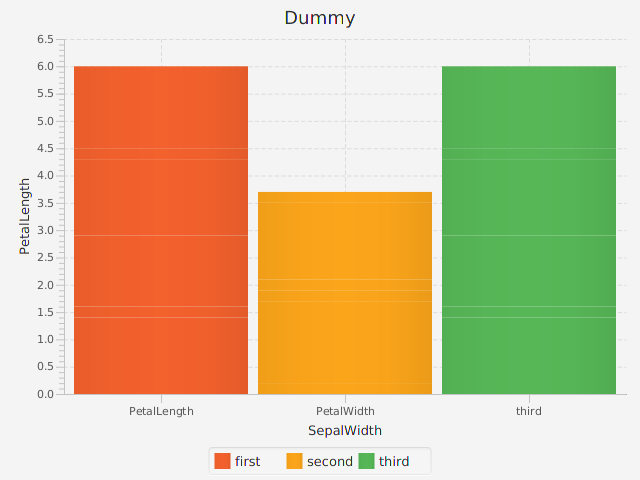 Dummy
6.5
6.0
5.5
5.0
4.5
4.0
3.5
3.0
2.5
2.0
1.5
1.0
0.5
0.0
PetalLength
PetalLength PetalWidth third
SepalWidth
first second third